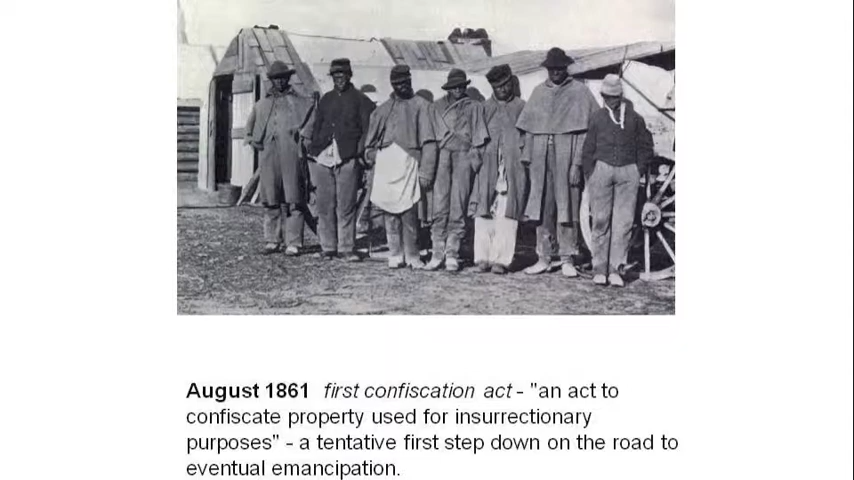 August 1861 first confiscation act - "an act to
confiscate property used for insurrectionary
purposes" - a tentative first step down on the road to
eventual emancipation.